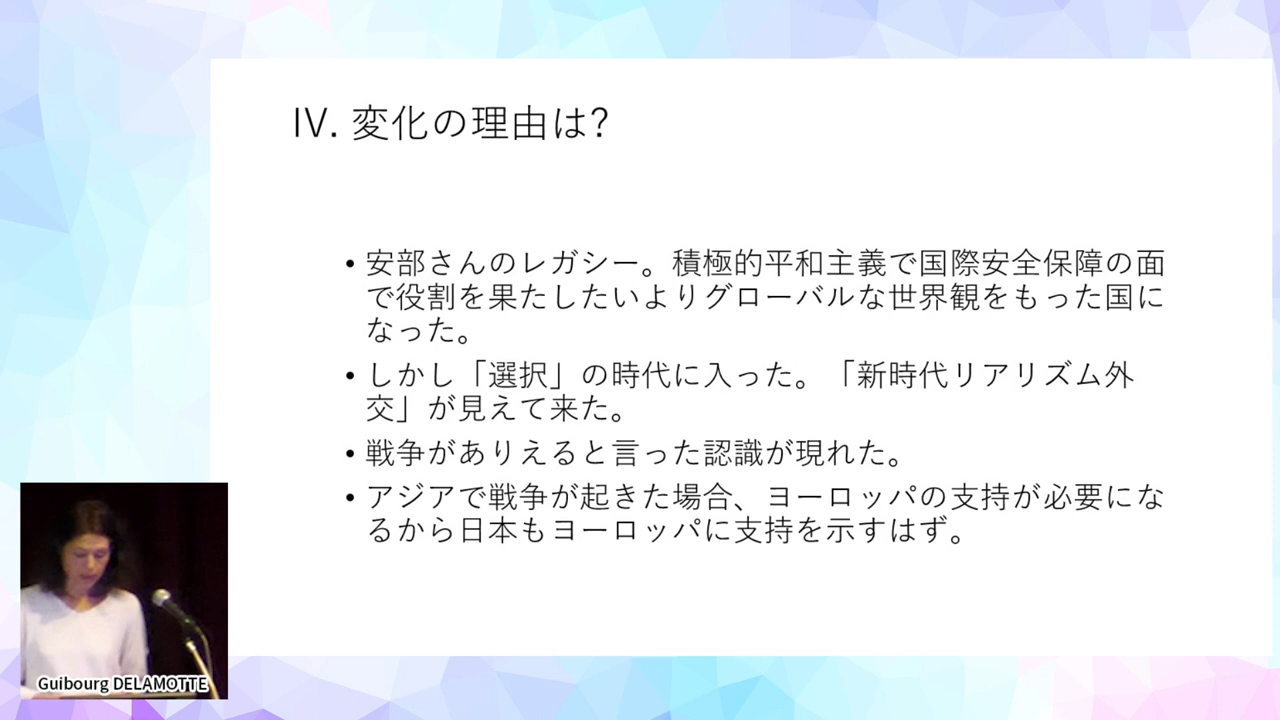 IV. 変化の理由は?
• 安部さんのレガシー。積極的平和主義で国際安全保障の面
で役割を果たしたいよりグローバルな世界観をもった国に
なった。
• しかし「選択」の時代に入った。「新時代リアリズム外
交」が見えて来た。
• 戦争がありえると言った認識が現れた。
• アジアで戦争が起きた場合、ヨーロッパの支持が必要にな
るから日本もヨーロッパに支持を示すはず。
Guibourg DELAMOTTE